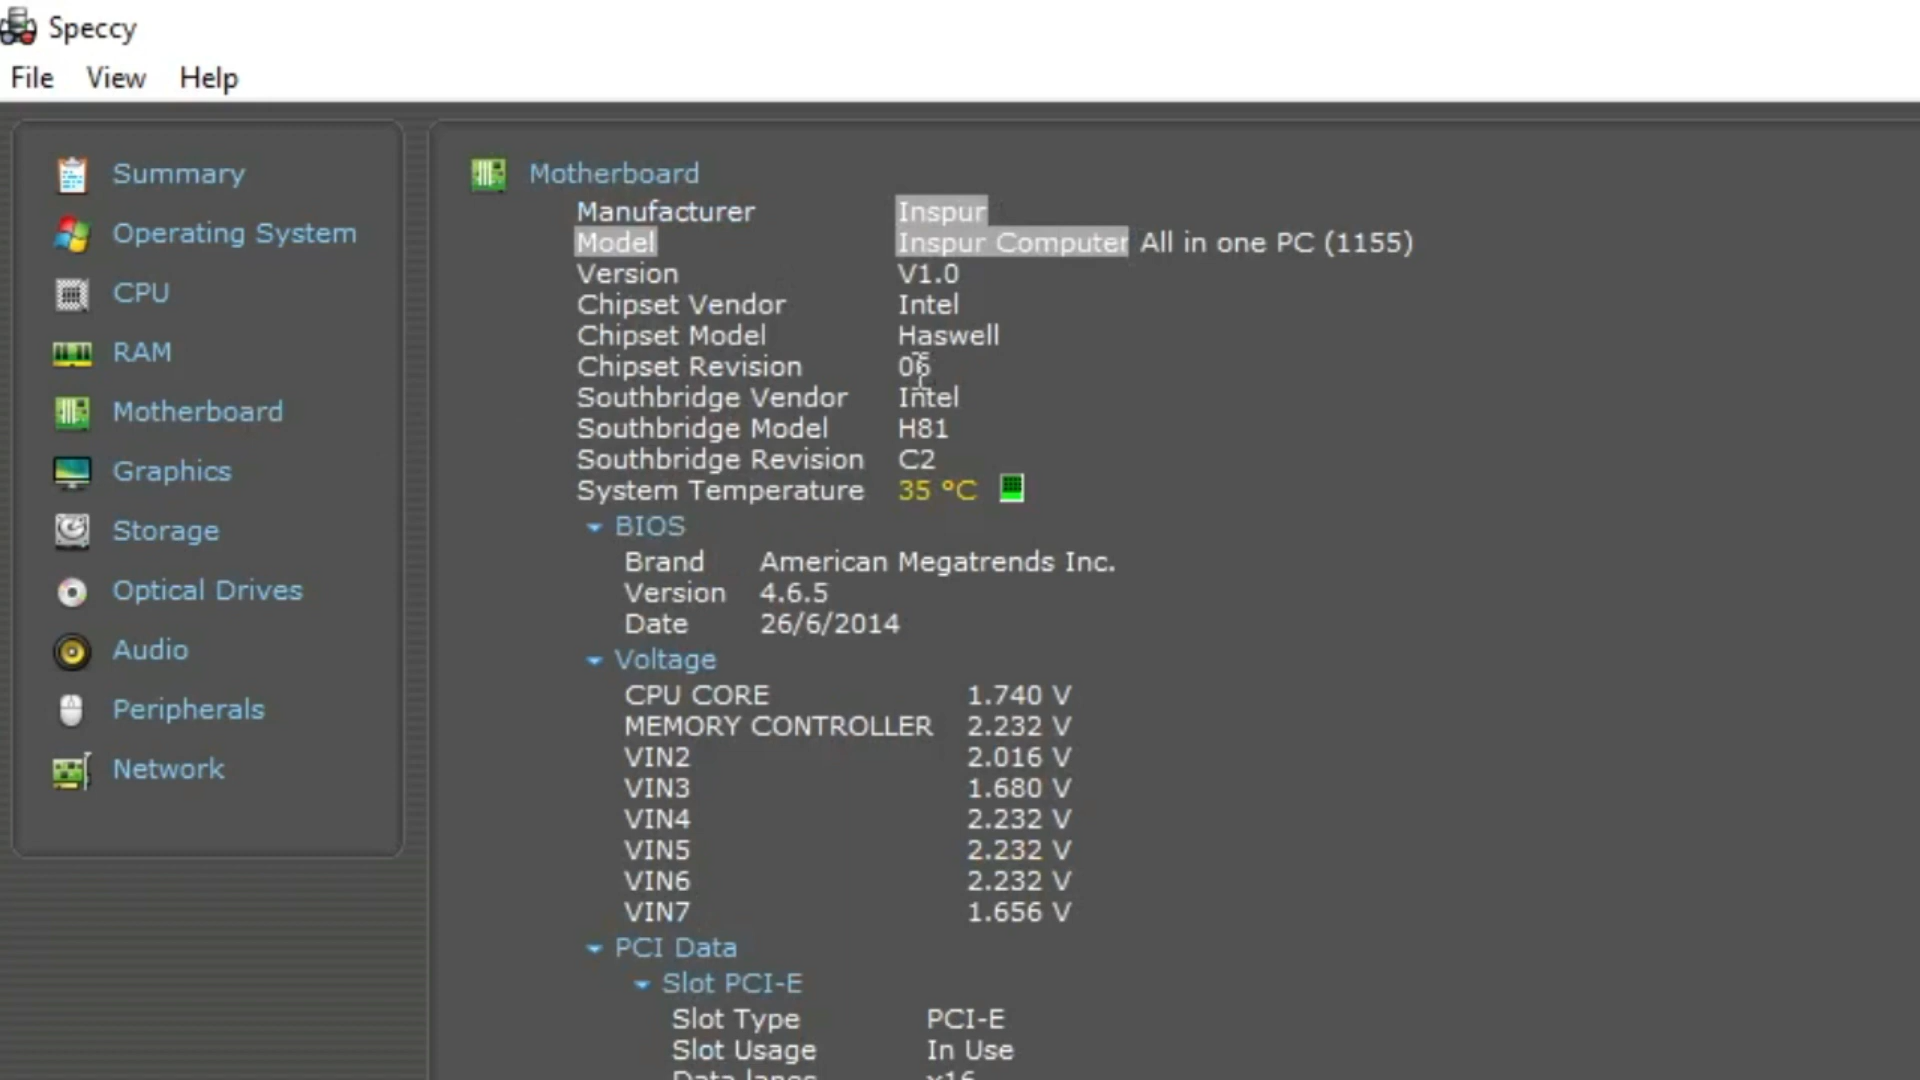 Speccy
File View Help
Summary
Operating System
CPU
RAM
Motherboard
Graphics
Storage
Optical Drives
Audio
Peripherals
Network
Motherboard
Manufacturer Inspur
Model Inspur Computer All in one PC (1155)
Version V1.0
Chipset Vendor Intel
Chipset Model Haswell
Chipset Revision 06
Southbridge Vendor Intel
Southbridge Model H81
Southbridge Revision C2
System Temperature 35 °C
BIOS
Brand American Megatrends Inc.
Version 4.6.5
Date 26/6/2014
Voltage
CPU CORE 1.740 V
MEMORY CONTROLLER 2.232 V
VIN2 2.016 V
VIN3 1.680 V
VIN4 2.232 V
VIN5 2.232 V
VIN6 2.232 V
VIN7 1.656 V
PCI Data
Slot PCI-E
Slot Type PCI-E
Slot Usage In Use
Data lanes x16